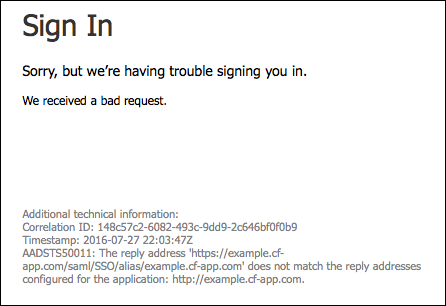 Sign In
Sorry, but we're having trouble signing you in.
We received a bad request.
Additional technical information:
Correlation ID: 148c57c2-6082-493c-9dd9-2c646bf0f0b9
Timestamp: 2016-07-27 22:03:47Z
AADSTS50011: The reply address 'https://example.cf-
app.com/saml/SSO/alias/example.cf-app.com' does not match the reply addresses
configured for the application: http://example.cf-app.com.